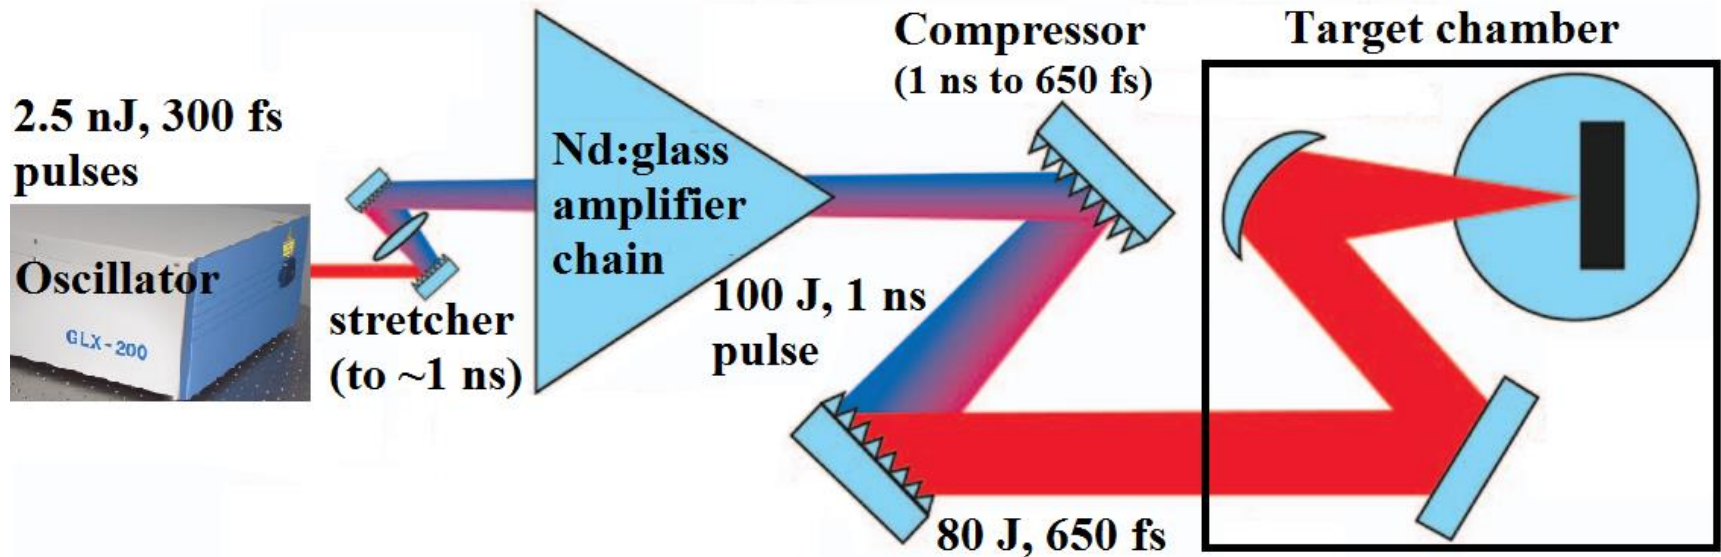 2.5 nJ, 300 fs
pulses
Oscillator
GLX-200
stretcher
(to ~1 ns)
Nd:glass
amplifier
chain
100 J, 1 ns
pulse
Compressor
(1 ns to 650 fs)
80 J, 650 fs
Target chamber